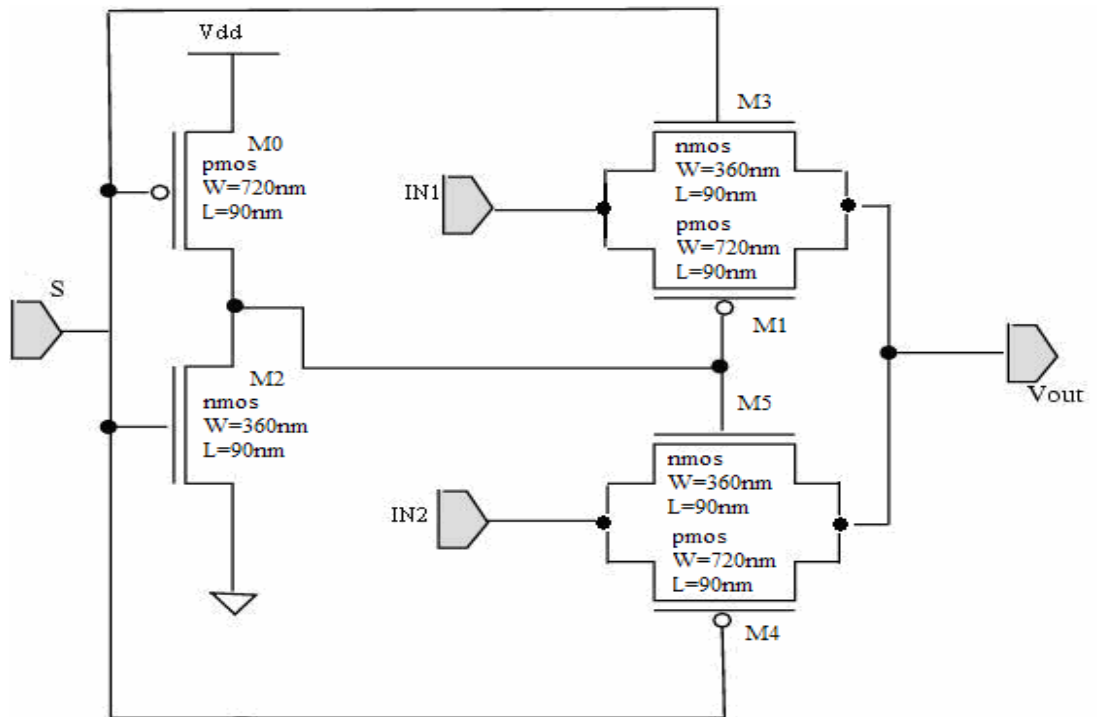 Vdd
M0
pmos
W=720nm
L=90nm
S
M2
nmos
W=360nm
L=90nm
IN1
M3
nmos
W=360nm
L=90nm
pmos
W=720nm
L=90nm
M1
M5
IN2
nmos
W=360nm
L=90nm
pmos
W=720nm
L=90nm
M4
Vout